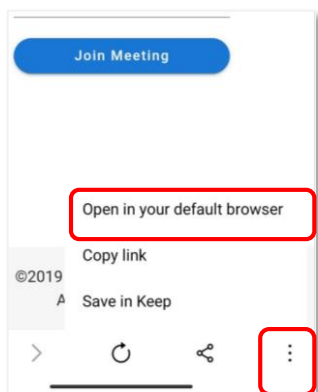 Join Meeting
Open in your default browser
Copy link
©2019
A
Save in Keep